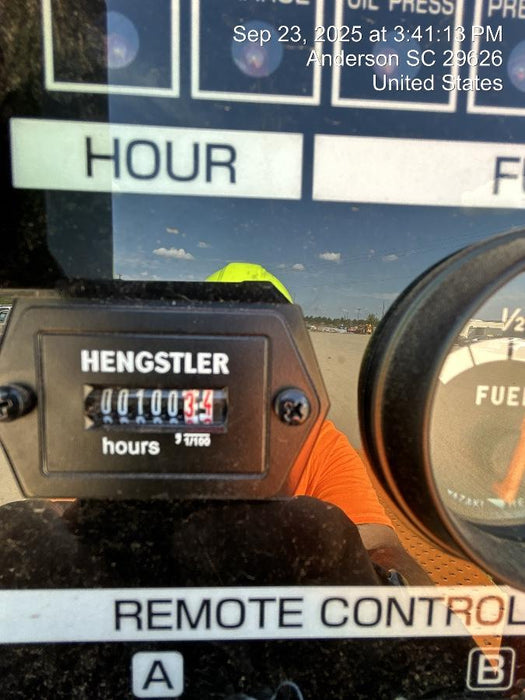 Sep 23, 2025 at 3:41:13 PM
Anderson SC 29626
United States
OIL PRESS
HOUR
HENGSTLER
0010034
hours , 1/100
1/2
FUEL
REMOTE CONTROL
A B